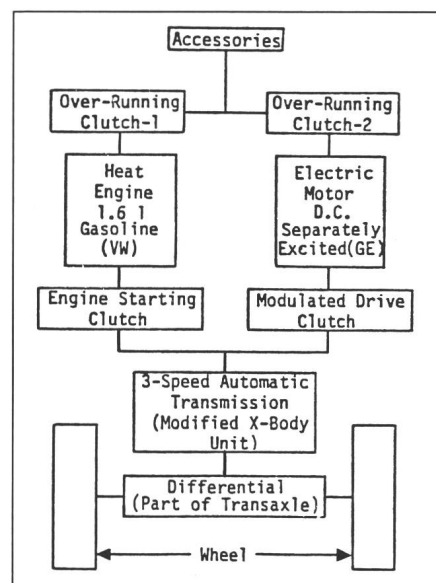 Accessories
Over-Running
Clutch-1
Over-Running
Clutch-2
Heat
Engine
1.6 l
Gasoline
(VW)
Electric
Motor
D.C.
Separately
Excited(GE)
Engine Starting
Clutch
Modulated Drive
Clutch
3-Speed Automatic
Transmission
(Modified X-Body
Unit)
Differential
(Part of Transaxle)
Wheel